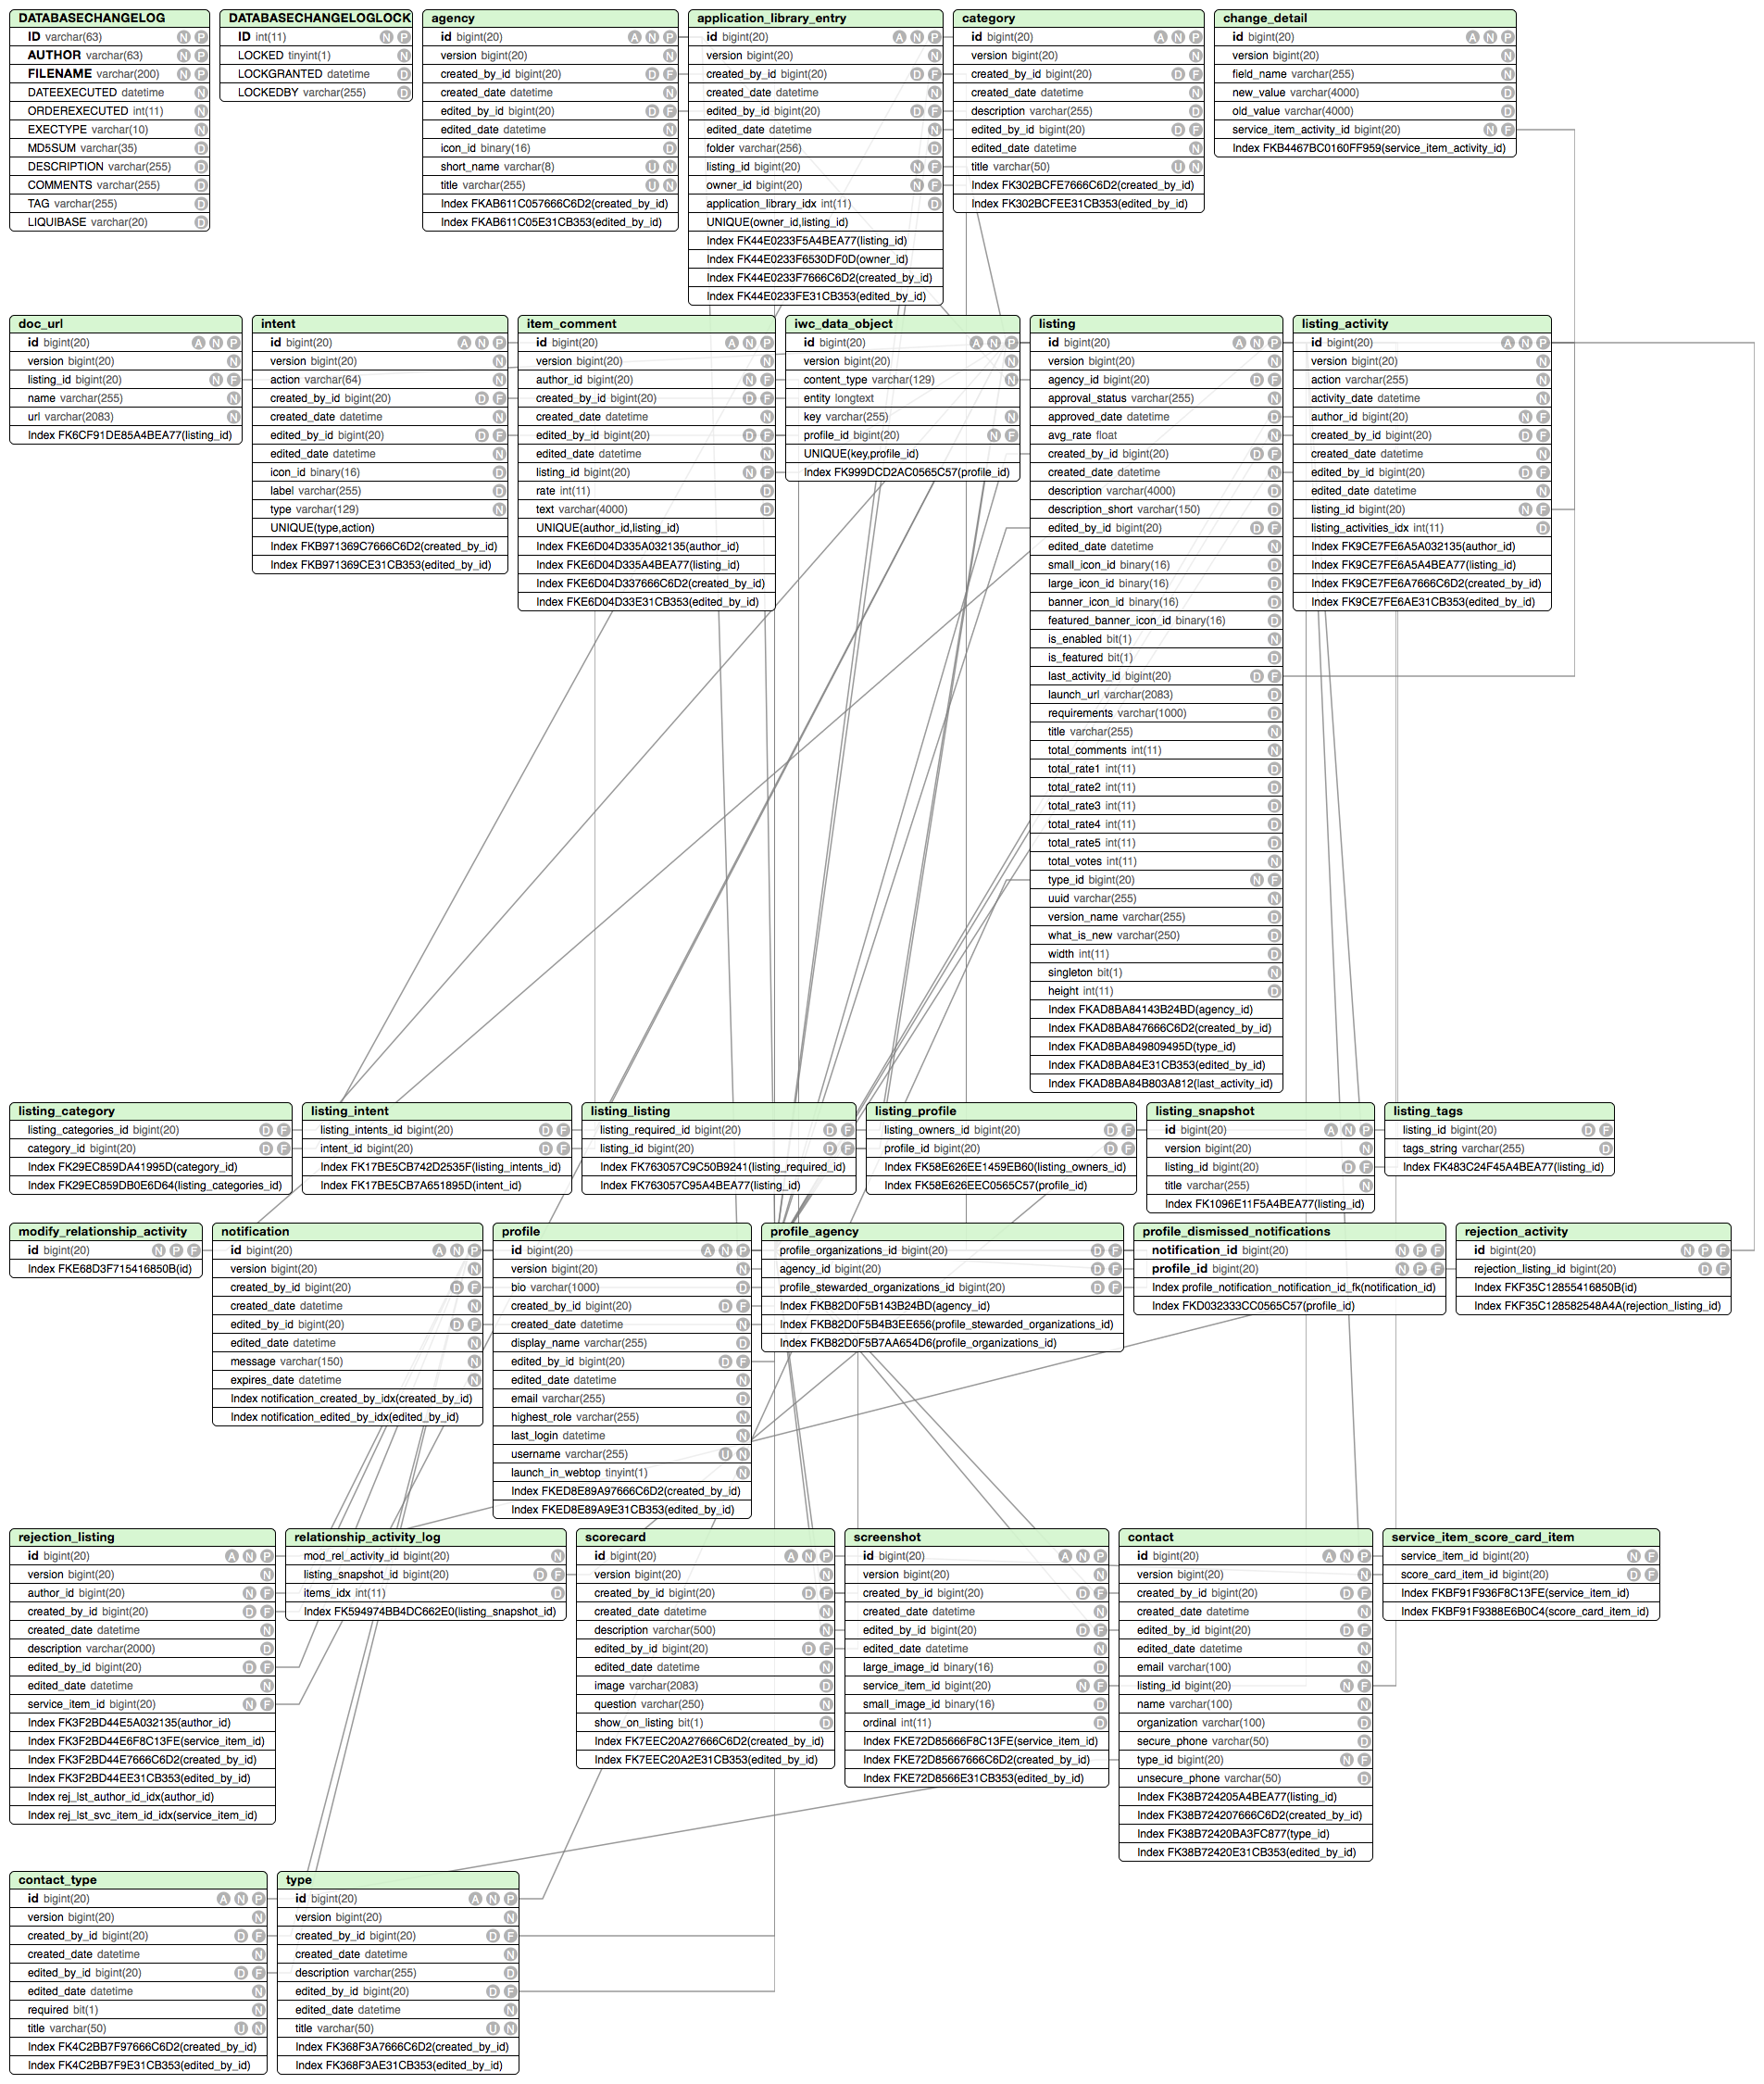 DATABASECHANGELOG
ID varchar(63) N P
AUTHOR varchar(63) N P
FILENAME varchar(200) N P
DATEEXECUTED datetime N
ORDEREXECUTED int(11) N
EXECTYPE varchar(10) N
MD5SUM varchar(35) D
DESCRIPTION varchar(255) D
COMMENTS varchar(255) D
TAG varchar(255) D
LIQUIBASE varchar(20) D
DATABASECHANGELOGLOCK
ID int(11) N P
LOCKED tinyint(1) N
LOCKGRANTED datetime D
LOCKEDBY varchar(255) D
agency
id bigint(20) A N P
version bigint(20) N
created_by_id bigint(20) D F
created_date datetime N
edited_by_id bigint(20) D F
edited_date datetime N
icon_id binary(16) D
short_name varchar(8) U N
title varchar(255) U N
Index FKAB611C057666C6D2(created_by_id)
Index FKAB611C05E31CB353(edited_by_id)
application_library_entry
id bigint(20) A N P
version bigint(20) N
created_by_id bigint(20) D F
created_date datetime N
edited_by_id bigint(20) D F
edited_date datetime N
folder varchar(256) D
listing_id bigint(20) N F
owner_id bigint(20) N F
application_library_idx int(11) D
UNIQUE(owner_id,listing_id)
Index FK44E0233F5A4BEA77(listing_id)
Index FK44E0233F6530DF0D(owner_id)
Index FK44E0233F7666C6D2(created_by_id)
Index FK44E0233FE31CB353(edited_by_id)
category
id bigint(20) A N P
version bigint(20) N
created_by_id bigint(20) D F
created_date datetime N
description varchar(255) D
edited_by_id bigint(20) D F
edited_date datetime N
title varchar(50) U N
Index FK302BCFE7666C6D2(created_by_id)
Index FK302BCFEE31CB353(edited_by_id)
change_detail
id bigint(20) A N P
version bigint(20) N
field_name varchar(255) N
new_value varchar(4000) D
old_value varchar(4000) D
service_item_activity_id bigint(20) N F
Index FKB4467BC0160FF959(service_item_activity_id)
doc_url
id bigint(20) A N P
version bigint(20) N
listing_id bigint(20) N F
name varchar(255) N
url varchar(2083) N
Index FK6CF91DE85A4BEA77(listing_id)
intent
id bigint(20) A N P
version bigint(20) N
action varchar(64) N
created_by_id bigint(20) D F
created_date datetime N
edited_by_id bigint(20) D F
edited_date datetime N
icon_id binary(16) D
label varchar(255) D
type varchar(129) N
UNIQUE(type,action)
Index FKB971369C7666C6D2(created_by_id)
Index FKB971369CE31CB353(edited_by_id)
item_comment
id bigint(20) A N P
version bigint(20) N
author_id bigint(20) N F
created_by_id bigint(20) D F
created_date datetime N
edited_by_id bigint(20) D F
edited_date datetime N
listing_id bigint(20) N F
rate int(11) D
text varchar(4000) D
UNIQUE(author_id,listing_id)
Index FKE6D04D335A032135(author_id)
Index FKE6D04D335A4BEA77(listing_id)
Index FKE6D04D337666C6D2(created_by_id)
Index FKE6D04D33E31CB353(edited_by_id)
iwc_data_object
id bigint(20) A N P
version bigint(20) N
content_type varchar(129) N
entity longtext
key varchar(255) N
profile_id bigint(20) N F
UNIQUE(key,profile_id)
Index FK999DCD2AC0565C57(profile_id)
listing
id bigint(20) A N P
version bigint(20) N
agency_id bigint(20) D F
approval_status varchar(255) N
approved_date datetime D
avg_rate float N
created_by_id bigint(20) D F
created_date datetime N
description varchar(4000) D
description_short varchar(150) D
edited_by_id bigint(20) D F
edited_date datetime N
small_icon_id binary(16) D
large_icon_id binary(16) D
banner_icon_id binary(16) D
featured_banner_icon_id binary(16) D
is_enabled bit(1) N
is_featured bit(1) D
last_activity_id bigint(20) D F
launch_url varchar(2083) D
requirements varchar(1000) D
title varchar(255) D
total_comments int(11) N
total_rate1 int(11) D
total_rate2 int(11) D
total_rate3 int(11) D
total_rate4 int(11) D
total_rate5 int(11) D
total_votes int(11) N
type_id bigint(20) N F
uuid varchar(255) N
version_name varchar(255) D
what_is_new varchar(250) D
width int(11) D
singleton bit(1) N
height int(11) D
Index FKAD8BA84143B24BD(agency_id)
Index FKAD8BA847666C6D2(created_by_id)
Index FKAD8BA849809495D(type_id)
Index FKAD8BA84E31CB353(edited_by_id)
Index FKAD8BA84B803A812(last_activity_id)
listing_activity
id bigint(20) A N P
version bigint(20) N
action varchar(255) N
activity_date datetime N
author_id bigint(20) N F
created_by_id bigint(20) D F
created_date datetime N
edited_by_id bigint(20) D F
edited_date datetime N
listing_id bigint(20) N F
listing_activities_idx int(11) D
Index FK9CE7FE6A5A032135(author_id)
Index FK9CE7FE6A5A4BEA77(listing_id)
Index FK9CE7FE6A7666C6D2(created_by_id)
Index FK9CE7FE6AE31CB353(edited_by_id)
listing_category
listing_categories_id bigint(20) D F
category_id bigint(20) D F
Index FK29EC859DA41995D(category_id)
Index FK29EC859DB0E6D64(listing_categories_id)
listing_intent
listing_intents_id bigint(20) D F
intent_id bigint(20) D F
Index FK17BE5CB742D2535F(listing_intents_id)
Index FK17BE5CB7A651895D(intent_id)
listing_listing
listing_required_id bigint(20) D F
listing_id bigint(20) D F
Index FK763057C9C50B9241(listing_required_id)
Index FK763057C95A4BEA77(listing_id)
listing_profile
listing_owners_id bigint(20) D F
profile_id bigint(20) D F
Index FK58E626EE1459EB60(listing_owners_id)
Index FK58E626EEC0565C57(profile_id)
listing_snapshot
id bigint(20) A N P
version bigint(20) N
listing_id bigint(20) D F
title varchar(255) N
Index FK1096E11F5A4BEA77(listing_id)
listing_tags
listing_id bigint(20) D F
tags_string varchar(255) D
Index FK483C24F45A4BEA77(listing_id)
modify_relationship_activity
id bigint(20) N P F
Index FKE68D3F715416850B(id)
notification
id bigint(20) A N P
version bigint(20) N
created_by_id bigint(20) D F
created_date datetime N
edited_by_id bigint(20) D F
edited_date datetime N
message varchar(150) N
expires_date datetime N
Index notification_created_by_idx(created_by_id)
Index notification_edited_by_idx(edited_by_id)
profile
id bigint(20) A N P
version bigint(20) N
bio varchar(1000) D
created_by_id bigint(20) D F
created_date datetime N
display_name varchar(255) D
edited_by_id bigint(20) D F
edited_date datetime N
email varchar(255) D
highest_role varchar(255) N
last_login datetime N
username varchar(255) U N
launch_in_webtop tinyint(1) N
Index FKED8E89A97666C6D2(created_by_id)
Index FKED8E89A9E31CB353(edited_by_id)
profile_agency
profile_organizations_id bigint(20) D F
agency_id bigint(20) D F
profile_stewarded_organizations_id bigint(20) D F
Index FKB82D0F5B143B24BD(agency_id)
Index FKB82D0F5B4B3EE656(profile_stewarded_organizations_id)
Index FKB82D0F5B7AA654D6(profile_organizations_id)
profile_dismissed_notifications
notification_id bigint(20) N P F
profile_id bigint(20) N P F
Index profile_notification_notification_id_fk(notification_id)
Index FKD032333CC0565C57(profile_id)
rejection_activity
id bigint(20) N P F
rejection_listing_id bigint(20) D F
Index FKF35C12855416850B(id)
Index FKF35C128582548A4A(rejection_listing_id)
rejection_listing
id bigint(20) A N P
version bigint(20) N
author_id bigint(20) N F
created_by_id bigint(20) D F
created_date datetime N
description varchar(2000) D
edited_by_id bigint(20) D F
edited_date datetime N
service_item_id bigint(20) N F
Index FK3F2BD44E5A032135(author_id)
Index FK3F2BD44E6F8C13FE(service_item_id)
Index FK3F2BD44E7666C6D2(created_by_id)
Index FK3F2BD44EE31CB353(edited_by_id)
Index rej_lst_author_id_idx(author_id)
Index rej_lst_svc_item_id_idx(service_item_id)
relationship_activity_log
mod_rel_activity_id bigint(20) N
listing_snapshot_id bigint(20) D F
items_idx int(11) D
Index FK594974BB4DC662E0(listing_snapshot_id)
scorecard
id bigint(20) A N P
version bigint(20) N
created_by_id bigint(20) D F
created_date datetime N
description varchar(500) N
edited_by_id bigint(20) D F
edited_date datetime N
image varchar(2083) D
question varchar(250) N
show_on_listing bit(1) D
Index FK7EEC20A27666C6D2(created_by_id)
Index FK7EEC20A2E31CB353(edited_by_id)
screenshot
id bigint(20) A N P
version bigint(20) N
created_by_id bigint(20) D F
created_date datetime N
edited_by_id bigint(20) D F
edited_date datetime N
large_image_id binary(16) D
service_item_id bigint(20) N F
small_image_id binary(16) D
ordinal int(11) D
Index FKE72D85666F8C13FE(service_item_id)
Index FKE72D85667666C6D2(created_by_id)
Index FKE72D8566E31CB353(edited_by_id)
contact
id bigint(20) A N P
version bigint(20) N
created_by_id bigint(20) D F
created_date datetime N
edited_by_id bigint(20) D F
edited_date datetime N
email varchar(100) N
listing_id bigint(20) N F
name varchar(100) N
organization varchar(100) D
secure_phone varchar(50) D
type_id bigint(20) N F
unsecure_phone varchar(50) D
Index FK38B724205A4BEA77(listing_id)
Index FK38B724207666C6D2(created_by_id)
Index FK38B72420BA3FC877(type_id)
Index FK38B72420E31CB353(edited_by_id)
service_item_score_card_item
service_item_id bigint(20) N F
score_card_item_id bigint(20) D F
Index FKBF91F936F8C13FE(service_item_id)
Index FKBF91F9388E6B0C4(score_card_item_id)
contact_type
id bigint(20) A N P
version bigint(20) N
created_by_id bigint(20) D F
created_date datetime N
edited_by_id bigint(20) D F
edited_date datetime N
required bit(1) N
title varchar(50) U N
Index FK4C2BB7F97666C6D2(created_by_id)
Index FK4C2BB7F9E31CB353(edited_by_id)
type
id bigint(20) A N P
version bigint(20) N
created_by_id bigint(20) D F
created_date datetime N
description varchar(255) D
edited_by_id bigint(20) D F
edited_date datetime N
title varchar(50) U N
Index FK368F3A7666C6D2(created_by_id)
Index FK368F3AE31CB353(edited_by_id)